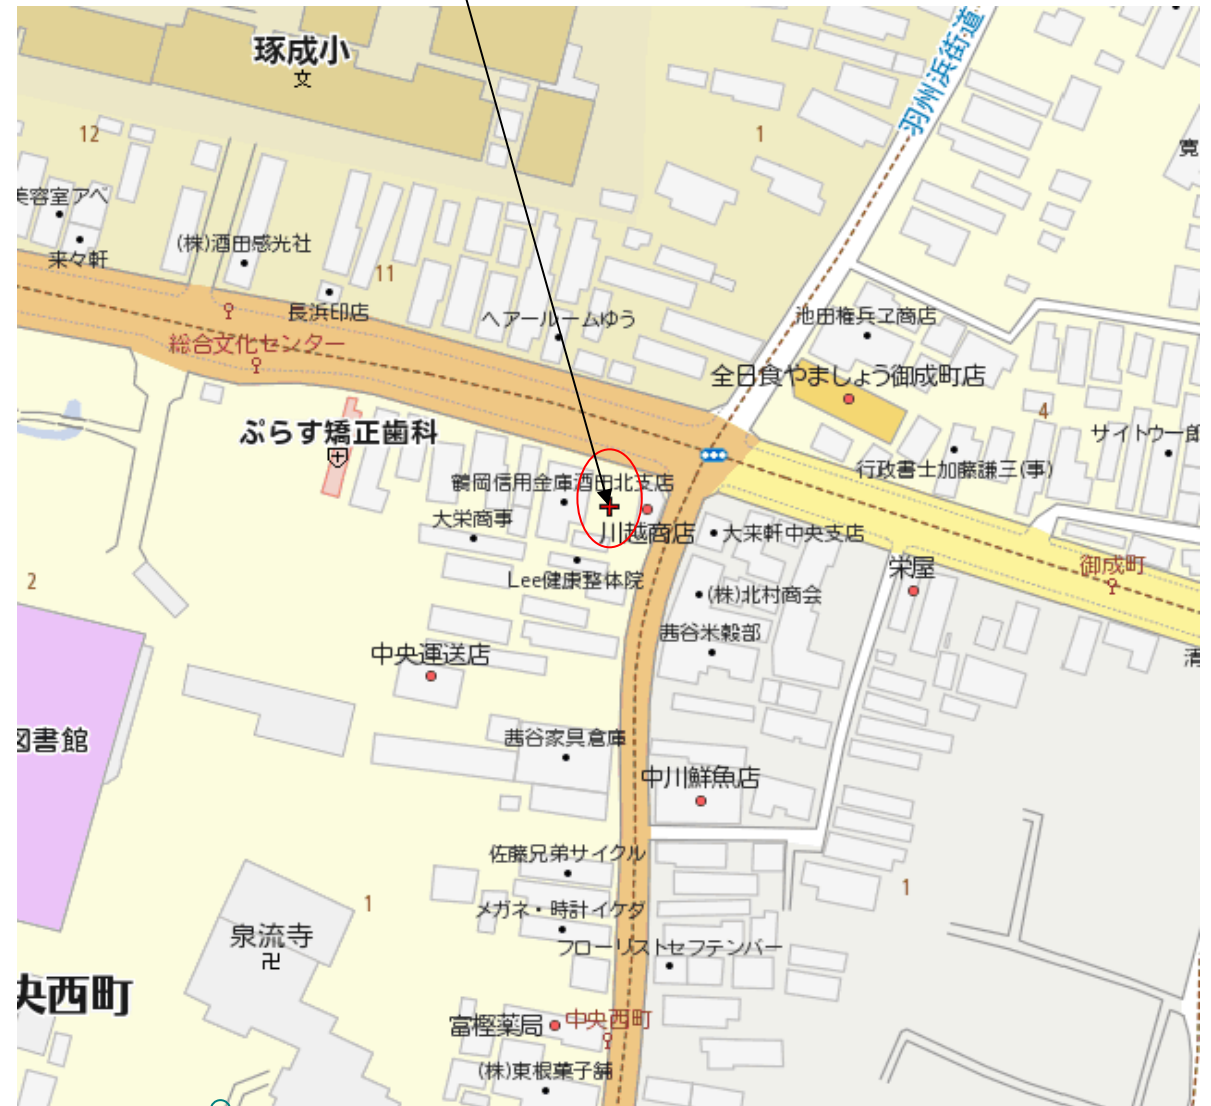 琢成小
文
羽州浜街道
12
1
寛
美容室アベ
(株)酒田感光社
来々軒
11
長浜印店
ヘアールームゆう
池田権兵ヱ商店
総合文化センター
全日食やましょう御成町店
4
ぷらす矯正歯科
サイトウ一郎
行政書士加藤謙三(事)
鶴岡信用金庫酒田北支店
大栄商事
川越商店
大来軒中央支店
栄屋
御成町
2
Lee健康整体院
(株)北村商会
茜谷米穀部
中央運送店
清
図書館
茜谷家具倉庫
中川鮮魚店
佐藤兄弟サイクル
1
1
メガネ・時計イケダ
泉流寺
卍
フローリストセフテンバー
央西町
富樫薬局
中央西町
(株)東根菓子舗